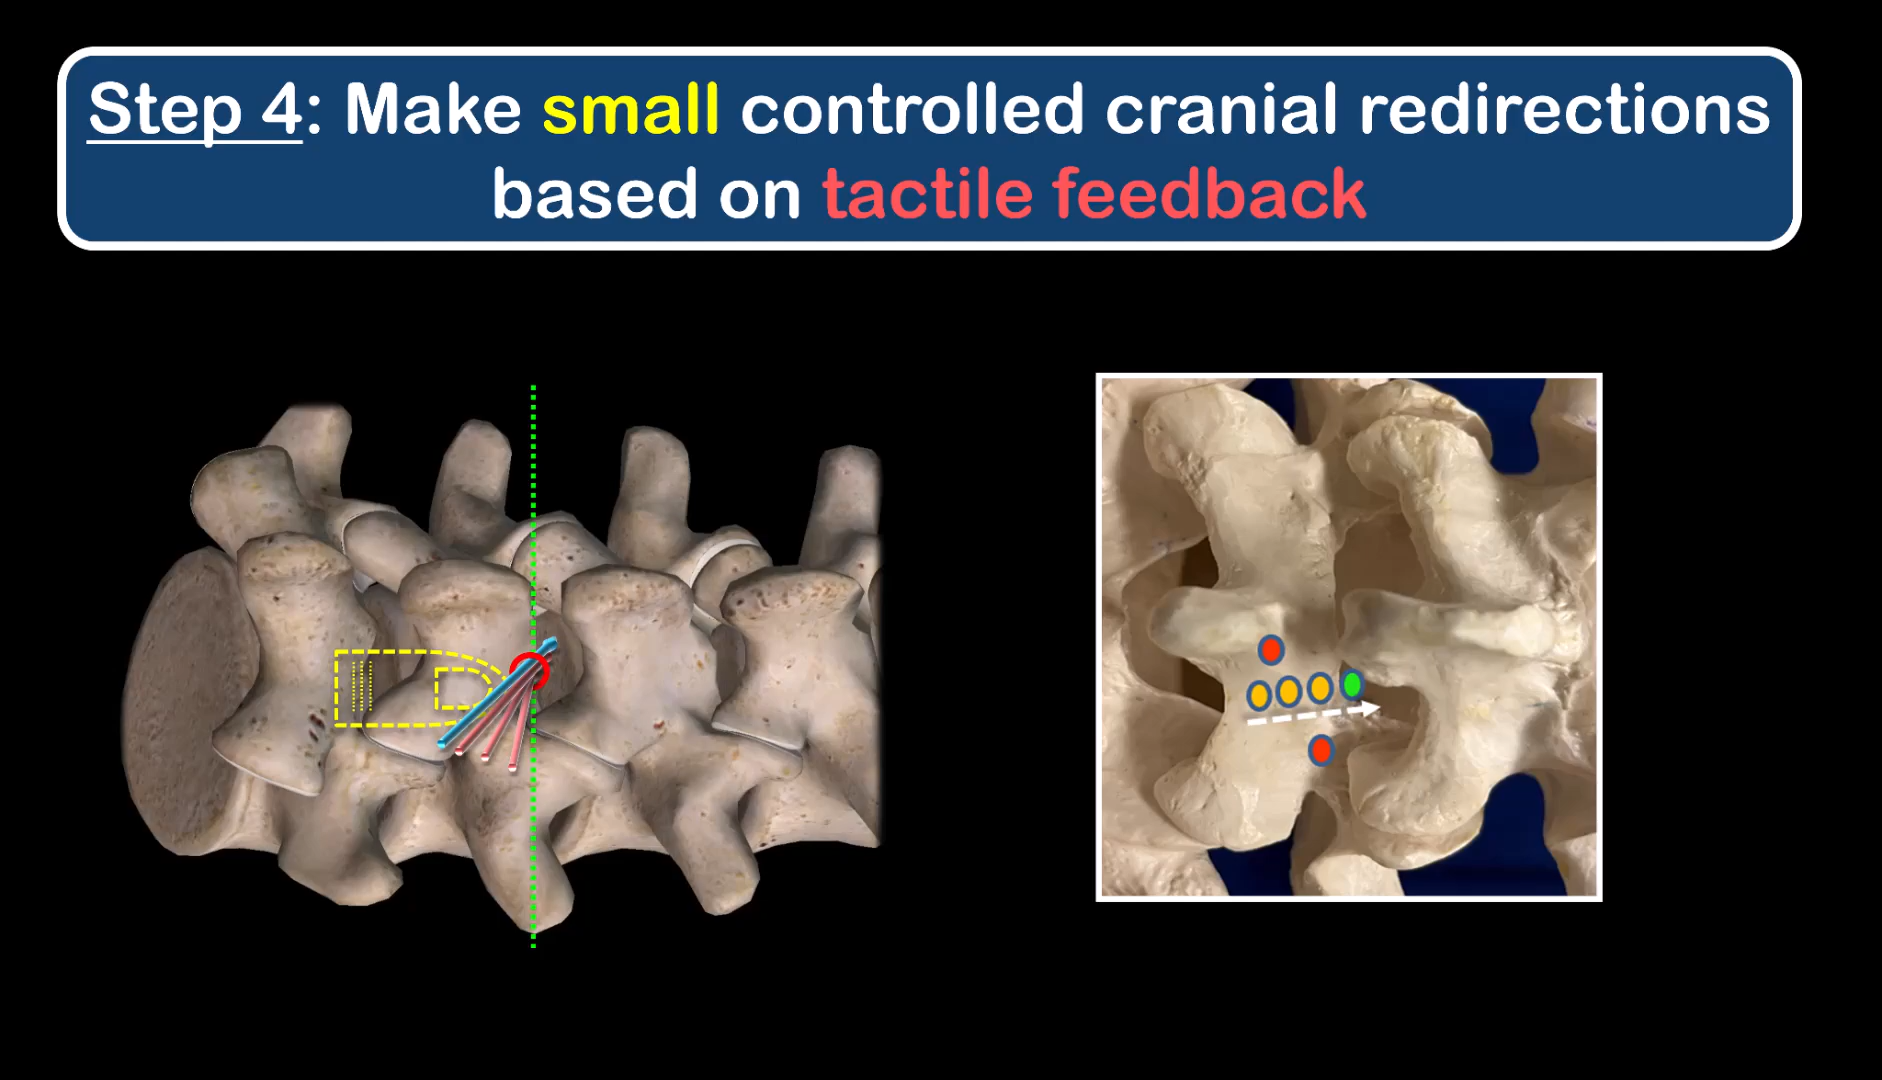 Step 4: Make small controlled cranial redirections
based on tactile feedback